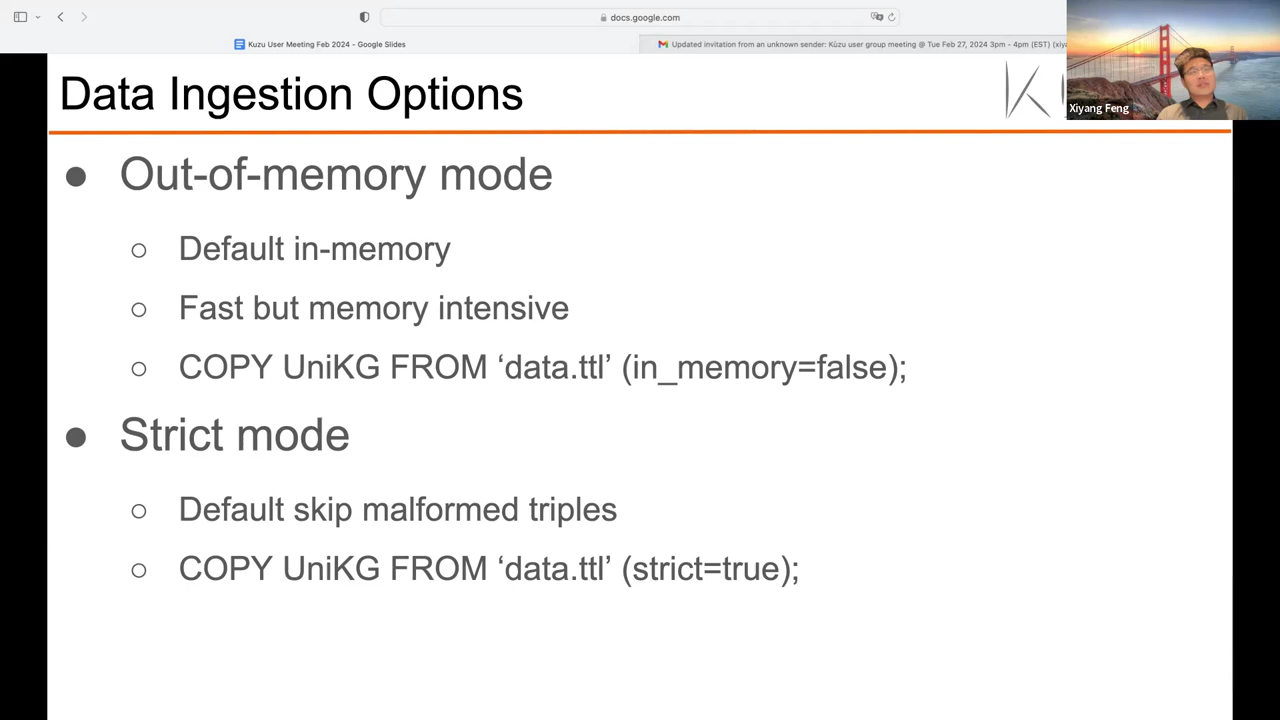 docs.google.com
Kuzu User Meeting Feb 2024 - Google Slides
Updated invitation from an unknown sender: Kùzu user group meeting @ Tue Feb 27, 2024 3pm - 4pm (EST) (xiy
Data Ingestion Options
K
Xiyang Feng
● Out-of-memory mode
○ Default in-memory
○ Fast but memory intensive
○ COPY UniKG FROM ‘data.ttl’ (in_memory=false);
● Strict mode
○ Default skip malformed triples
○ COPY UniKG FROM ‘data.ttl’ (strict=true);